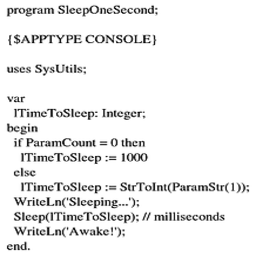 program SleepOneSecond;
{$APPTYPE CONSOLE}
uses SysUtils;
var
lTimeToSleep: Integer;
begin
if ParamCount = 0 then
lTimeToSleep := 1000
else
lTimeToSleep := StrToInt(ParamStr(1));
WriteLn('Sleeping...');
Sleep(lTimeToSleep); // milliseconds
WriteLn('Awake!');
end.